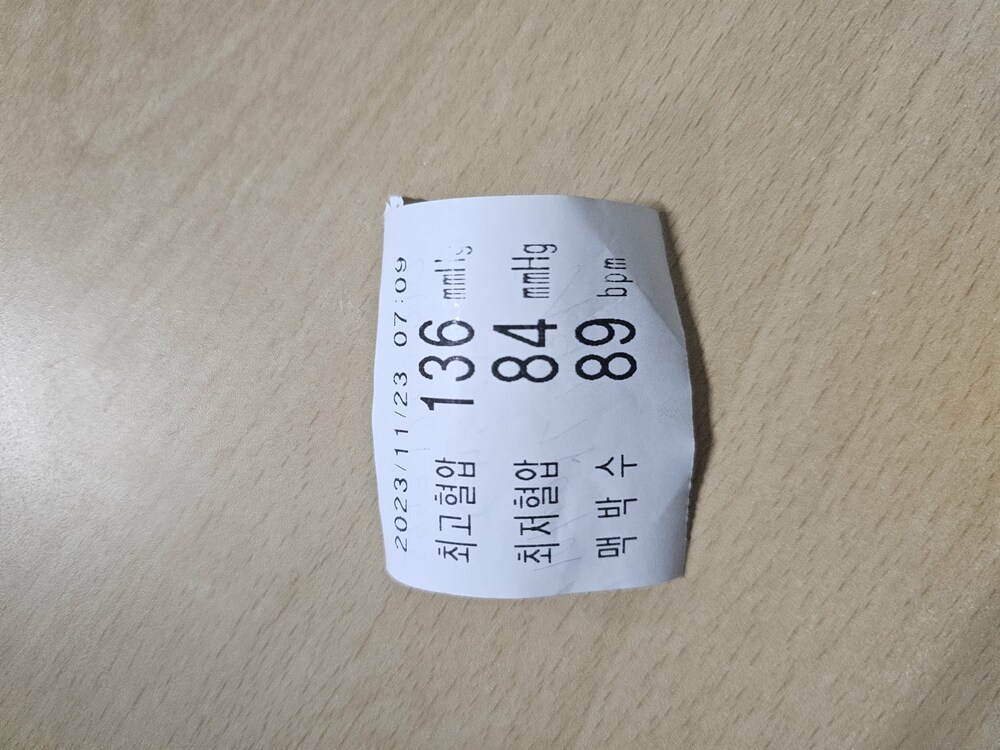 2023/11/23 07:09
최고혈압 136 mmHg
최저혈압 84 mmHg
맥박수 89 bpm